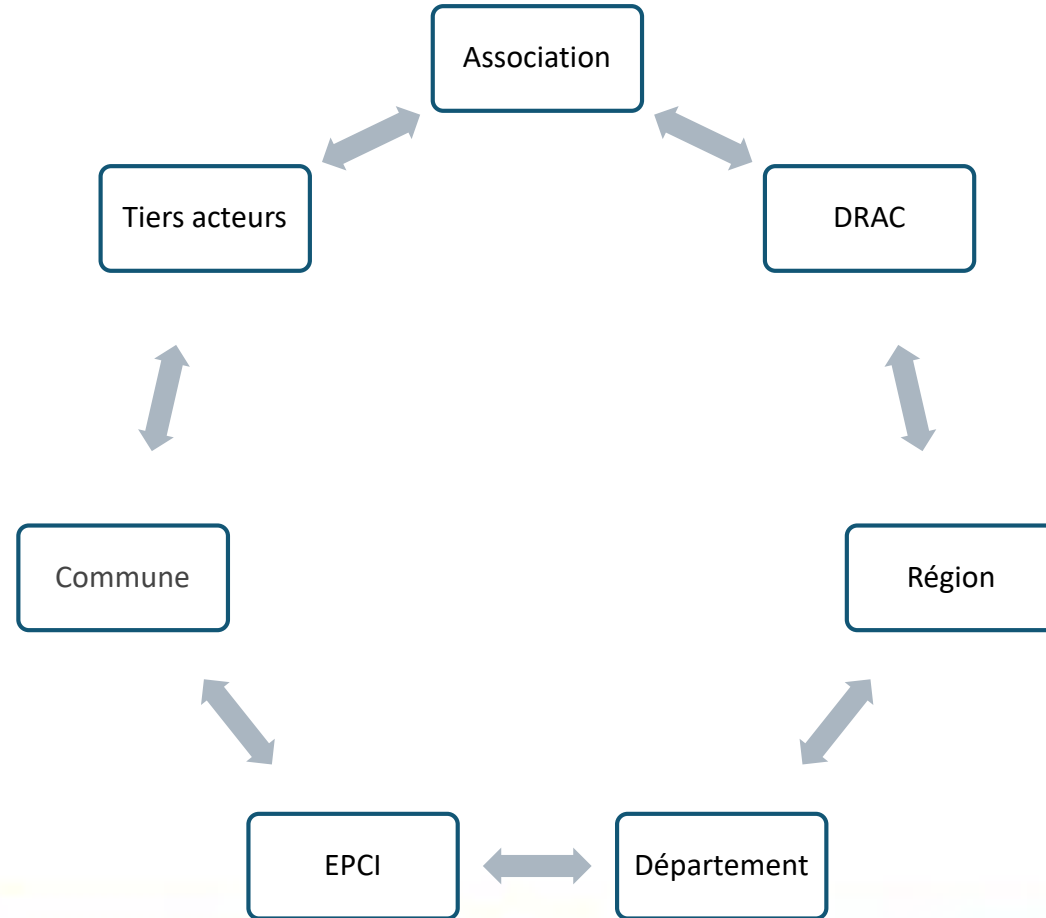 Association
Tiers acteurs
DRAC
Commune
Région
EPCI
Département